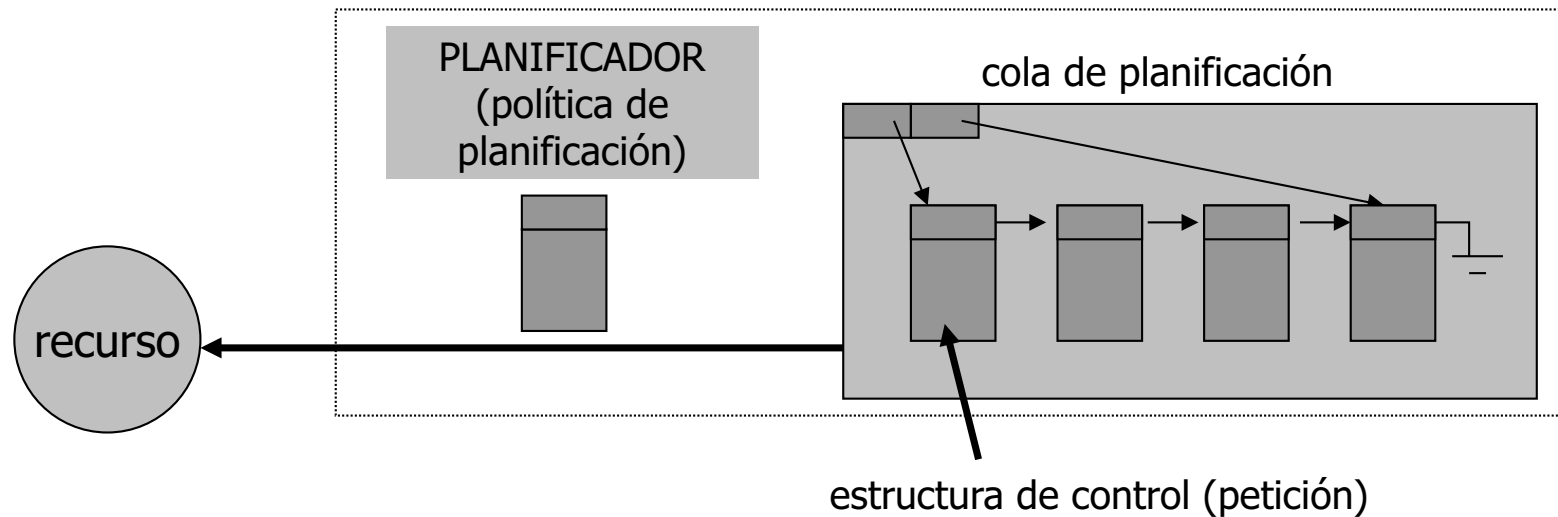 PLANIFICADOR
(política de
planificación)
cola de planificación
recurso
estructura de control (petición)